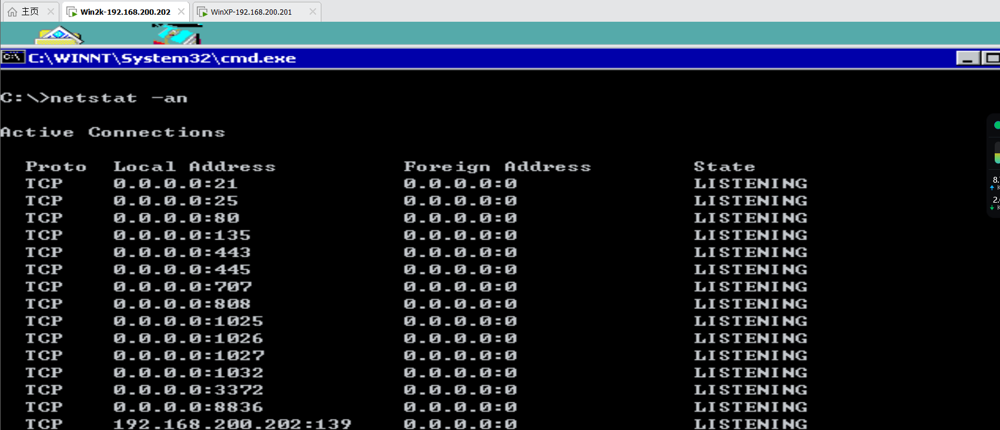 主页 Win2k-192.168.200.202 WinXP-192.168.200.201
C:\WINNT\System32\cmd.exe
C:\>netstat -an
Active Connections
Proto Local Address Foreign Address State
TCP 0.0.0.0:21 0.0.0.0:0 LISTENING
TCP 0.0.0.0:25 0.0.0.0:0 LISTENING
TCP 0.0.0.0:80 0.0.0.0:0 LISTENING
TCP 0.0.0.0:135 0.0.0.0:0 LISTENING
TCP 0.0.0.0:443 0.0.0.0:0 LISTENING
TCP 0.0.0.0:445 0.0.0.0:0 LISTENING
TCP 0.0.0.0:707 0.0.0.0:0 LISTENING
TCP 0.0.0.0:808 0.0.0.0:0 LISTENING
TCP 0.0.0.0:1025 0.0.0.0:0 LISTENING
TCP 0.0.0.0:1026 0.0.0.0:0 LISTENING
TCP 0.0.0.0:1027 0.0.0.0:0 LISTENING
TCP 0.0.0.0:1032 0.0.0.0:0 LISTENING
TCP 0.0.0.0:3372 0.0.0.0:0 LISTENING
TCP 0.0.0.0:8836 0.0.0.0:0 LISTENING
TCP 192.168.200.202:139 0.0.0.0:0 LISTENING